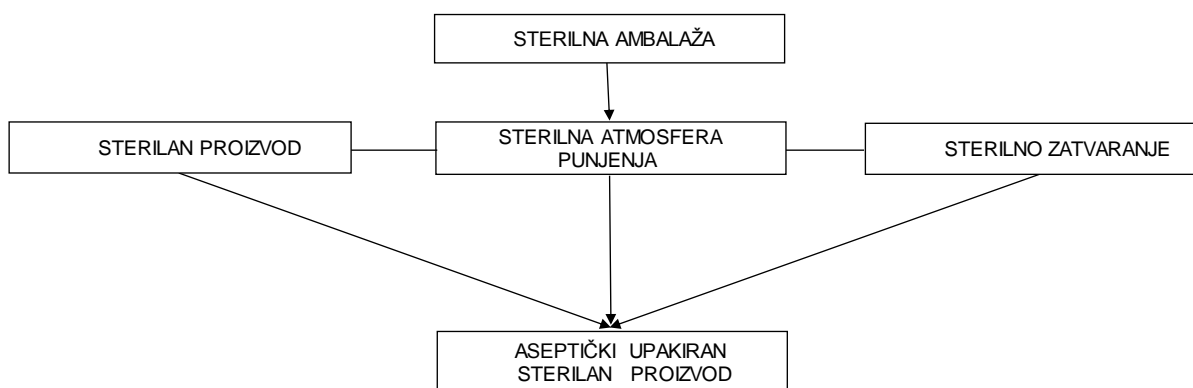 STERILNA AMBALAŽA
STERILAN PROIZVOD
STERILNA ATMOSFERA
PUNJENJA
STERILNO ZATVARANJE
ASEPTIČKI UPAKIRAN
STERILAN PROIZVOD